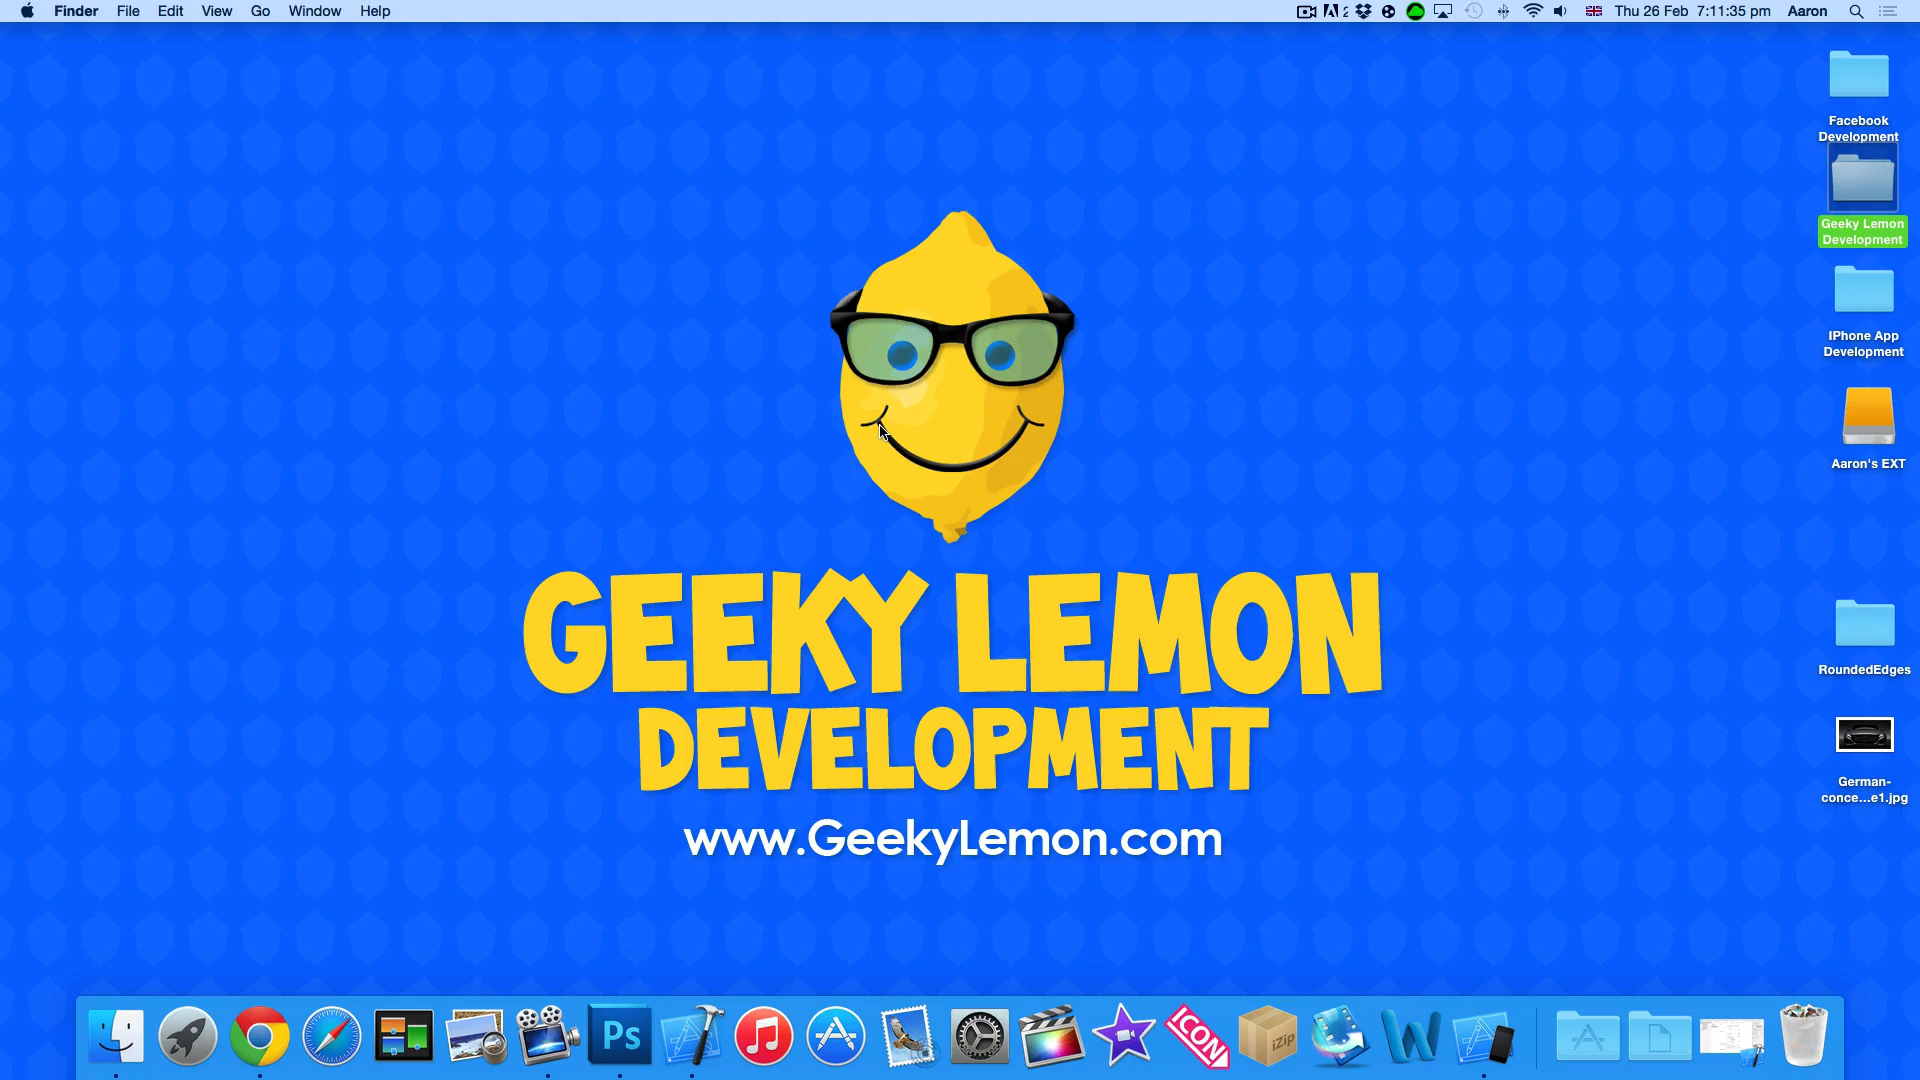 Finder File Edit View Go Window Help
2 Thu 26 Feb 7:11:35 pm Aaron
Facebook
Development
Geeky Lemon
Development
IPhone App
Development
Aaron's EXT
RoundedEdges
German-
conce...e1.jpg
GEEKY LEMON
DEVELOPMENT
www.GeekyLemon.com
Ps
ICON
iZip
W